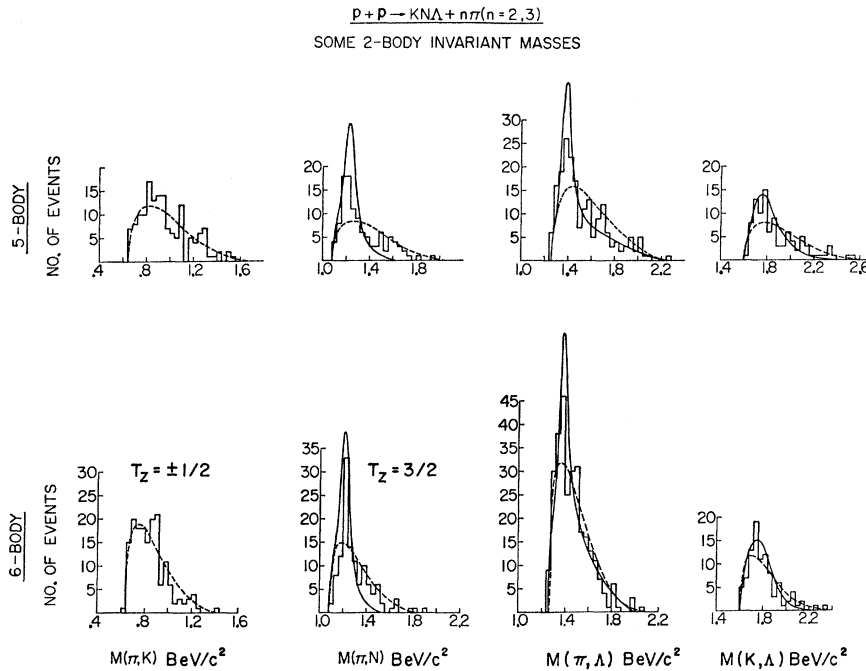 p + p → KNΛ + nπ(n = 2,3)
SOME 2-BODY INVARIANT MASSES
5-BODY
NO. OF EVENTS
15
10
5
.4 .8 1.2 1.6
20
15
10
5
1.0 1.4 1.8 2.2
30
25
20
15
10
5
1.0 1.4 1.8 2.2
20
15
10
5
1.4 1.8 2.2 2.6
6-BODY
NO. OF EVENTS
30
25
20
15
10
5
T_Z = ±1/2
.4 .8 1.2 1.6
M(π,K) BeV/c²
35
30
25
20
15
10
5
T_Z = 3/2
1.0 1.4 1.8 2.2
M(π,N) BeV/c²
45
40
35
30
25
20
15
10
5
1.0 1.4 1.8 2.2
M(π,Λ) BeV/c²
20
15
10
5
1.4 1.8 2.2
M(K,Λ) BeV/c²